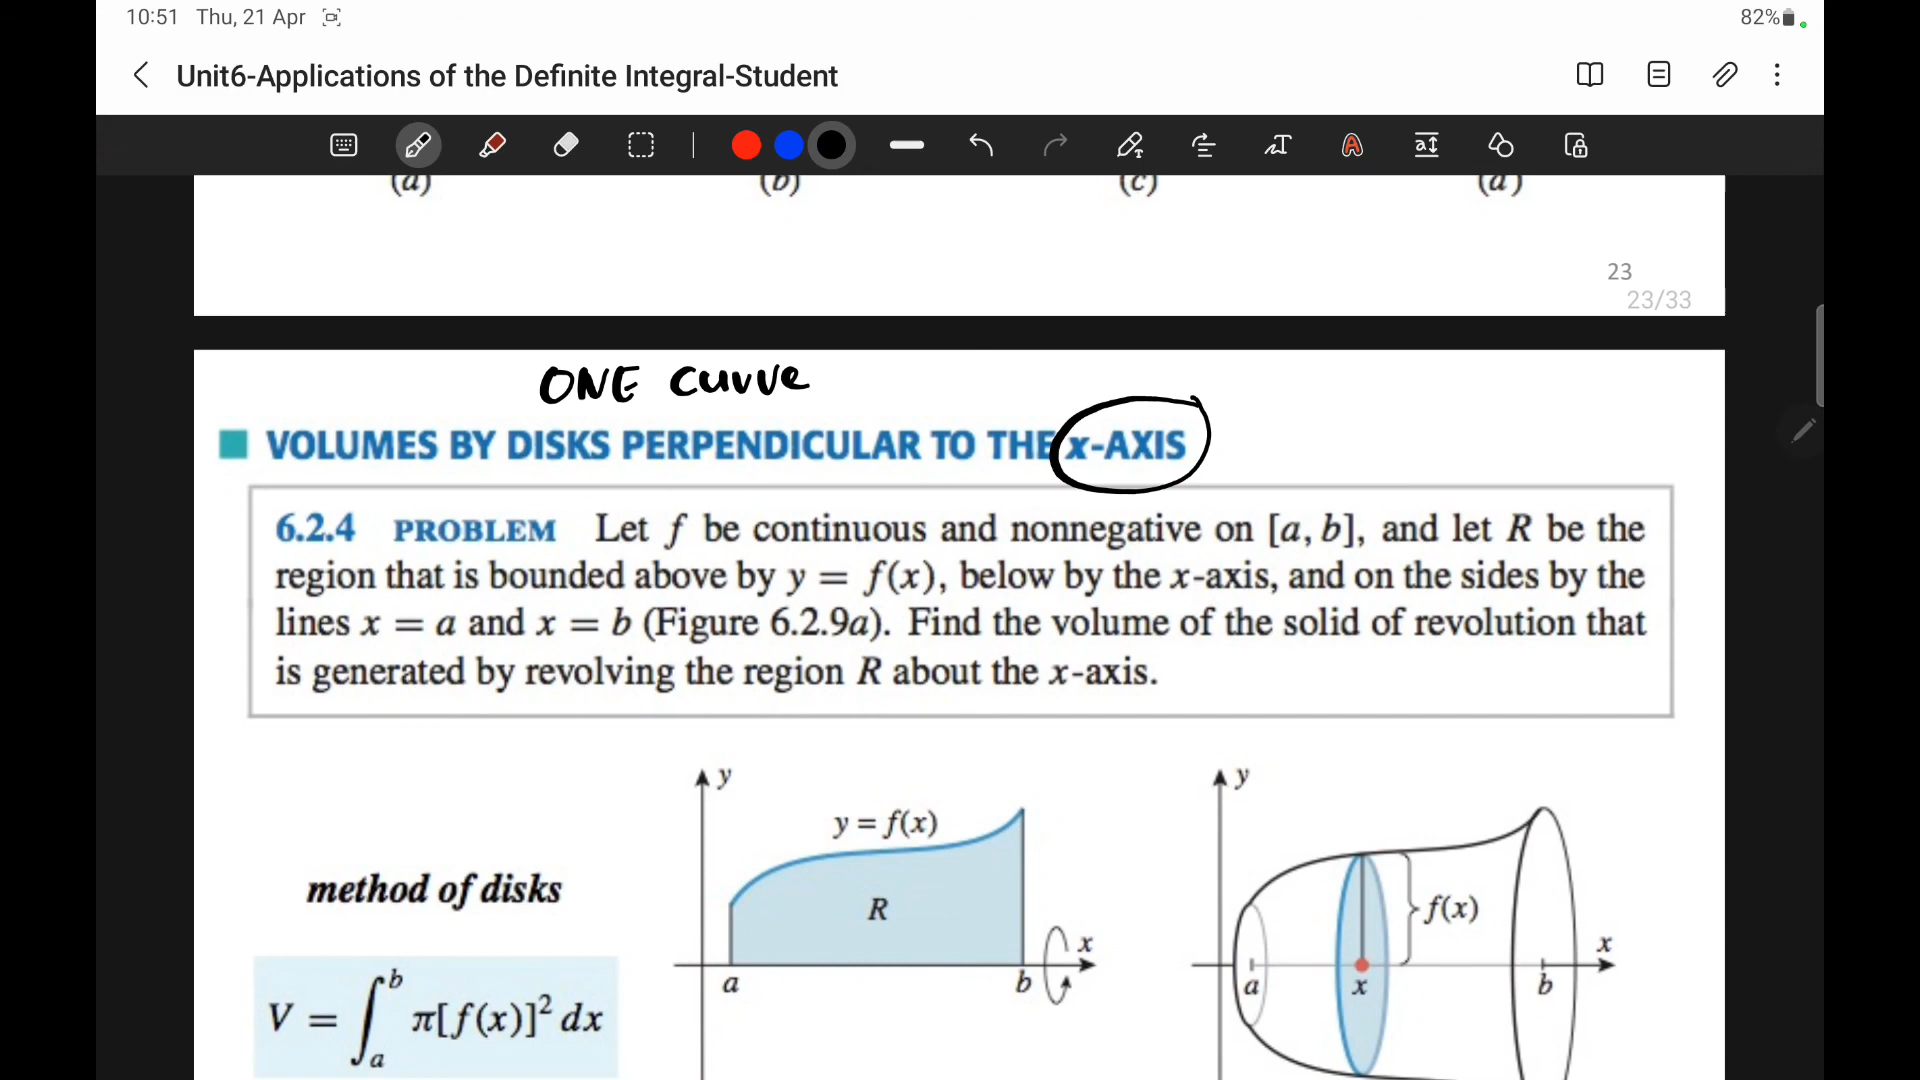 10:51 Thu, 21 Apr
82%
Unit6-Applications of the Definite Integral-Student
(a) (b) (c) (d)
23
23/33
ONE curve
VOLUMES BY DISKS PERPENDICULAR TO THE x-AXIS
6.2.4 PROBLEM Let f be continuous and nonnegative on [a, b], and let R be the
region that is bounded above by y = f(x), below by the x-axis, and on the sides by the
lines x = a and x = b (Figure 6.2.9a). Find the volume of the solid of revolution that
is generated by revolving the region R about the x-axis.
y
y = f(x)
R
x
a
b
y
f(x)
x
a
x
b
method of disks
V = ∫_a^b π[f(x)]² dx